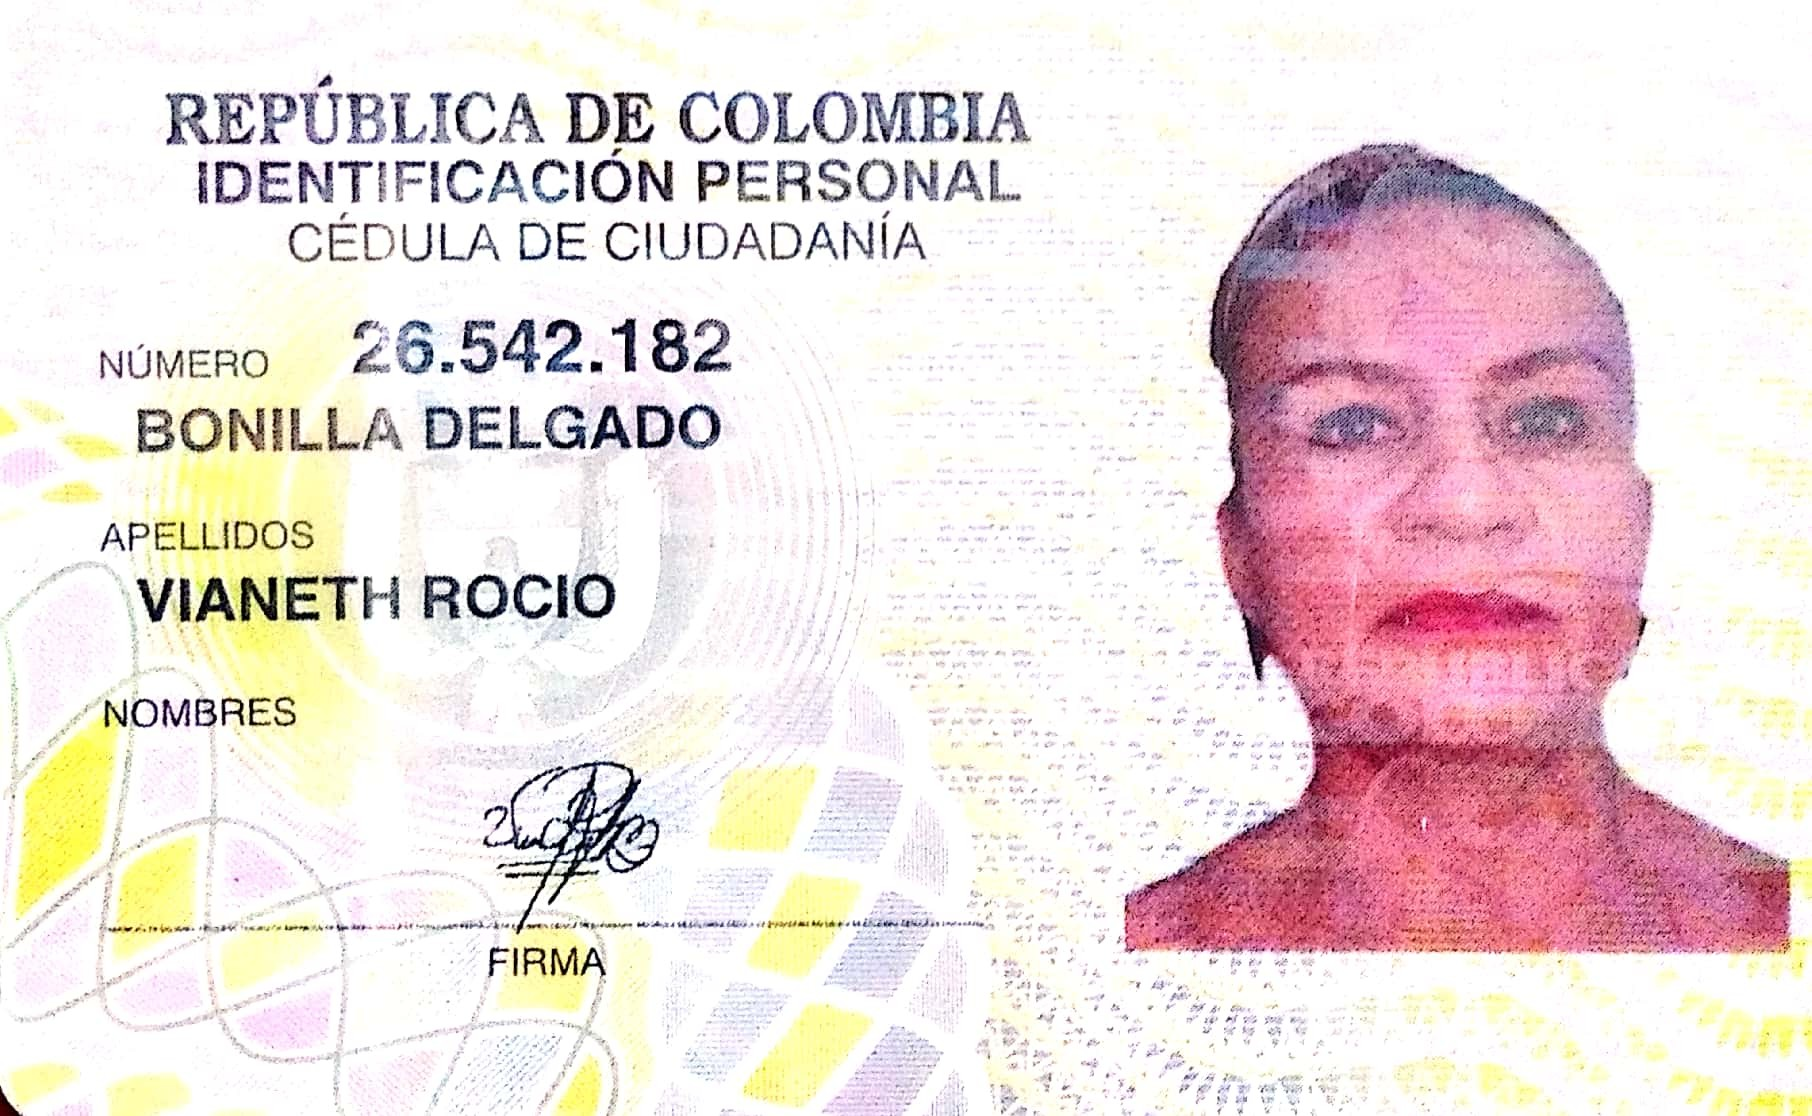 REPÚBLICA DE COLOMBIA
IDENTIFICACIÓN PERSONAL
CÉDULA DE CIUDADANÍA
NÚMERO 26.542.182
BONILLA DELGADO
APELLIDOS
VIANETH ROCIO
NOMBRES
FIRMA